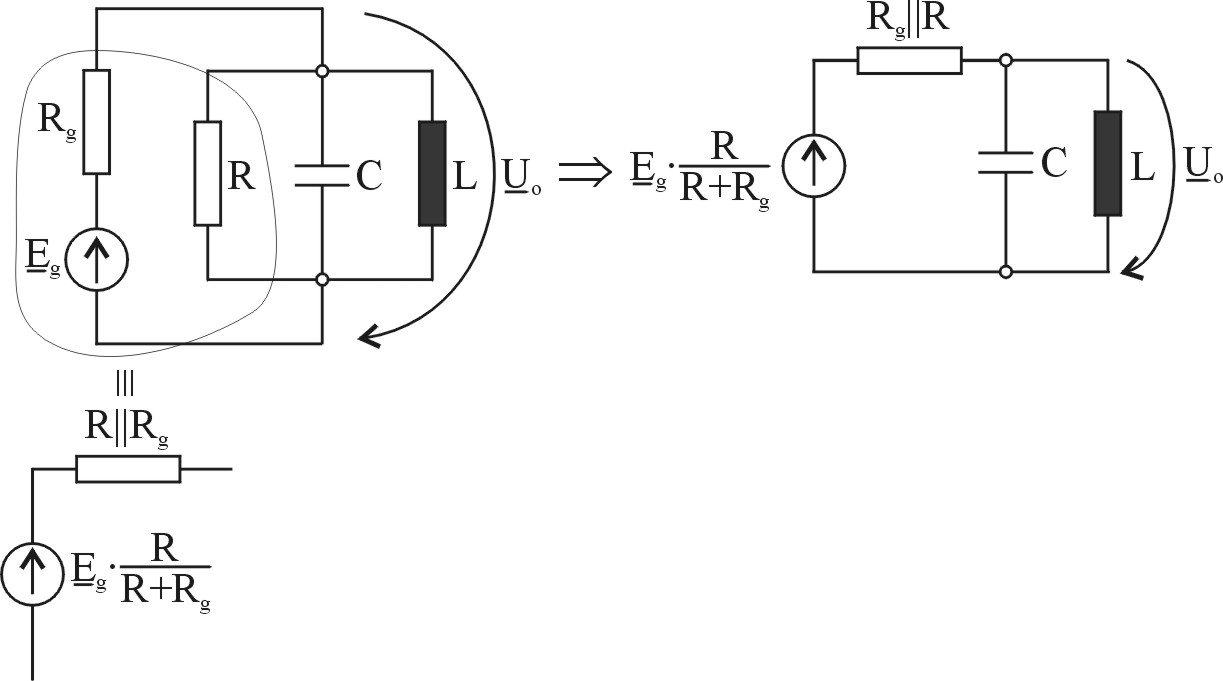 R_g
R
C
L
U_o
E_g
⇒
E_g · R/(R+R_g)
R_g||R
C
L
U_o
|||
R||R_g
E_g · R/(R+R_g)